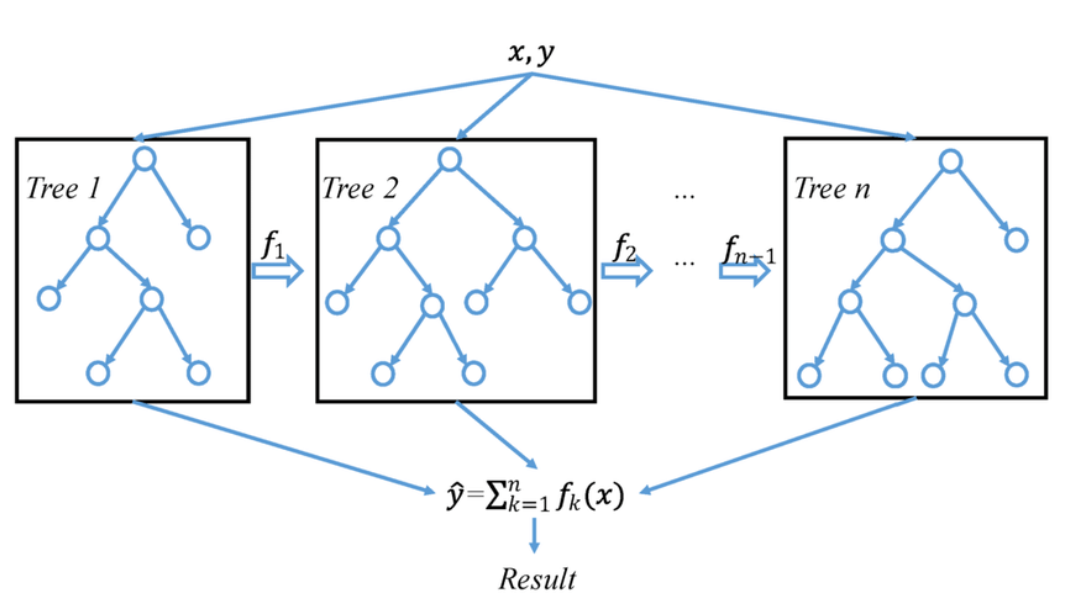 x, y
Tree 1
f₁
Tree 2
f₂
...
...
fₙ₋₁
Tree n
ŷ=∑ⁿₖ₌₁ fₖ(x)
Result